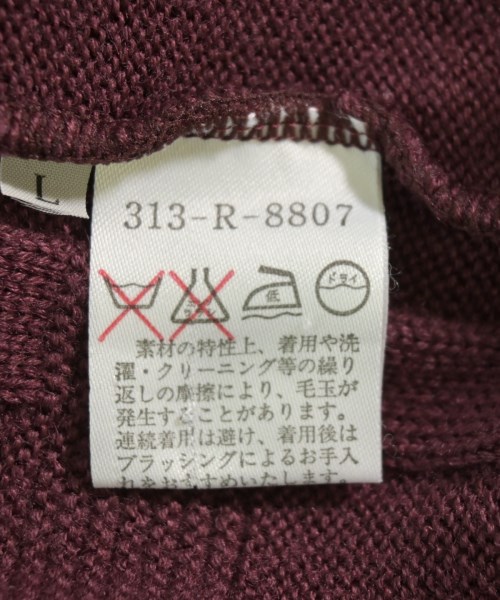 L
313-R-8807
低
ドライ
素材の特性上、着用や洗
濯・クリーニング等の繰り
返しの摩擦により、毛玉が
発生することがあります。
連続着用は避け、着用後は
ブラッシングによるお手入
れをおすすめいたします。